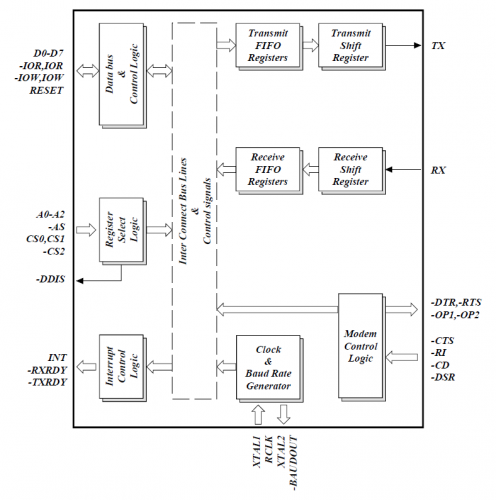 D0-D7
-IOR,IOR
-IOW,IOW
RESET
Data bus
&
Control Logic
Transmit
FIFO
Registers
Transmit
Shift
Register
TX
Receive
FIFO
Registers
Receive
Shift
Register
RX
Inter Connect Bus Lines
&
Control signals
A0-A2
-AS
CS0,CS1
-CS2
Register
Select
Logic
-DDIS
-DTR,-RTS
-OP1,-OP2
Modem
Control
Logic
-CTS
-RI
-CD
-DSR
INT
-RXRDY
-TXRDY
Interrupt
Control
Logic
Clock
&
Baud Rate
Generator
XTAL1
RCLK
XTAL2
-BAUDOUT